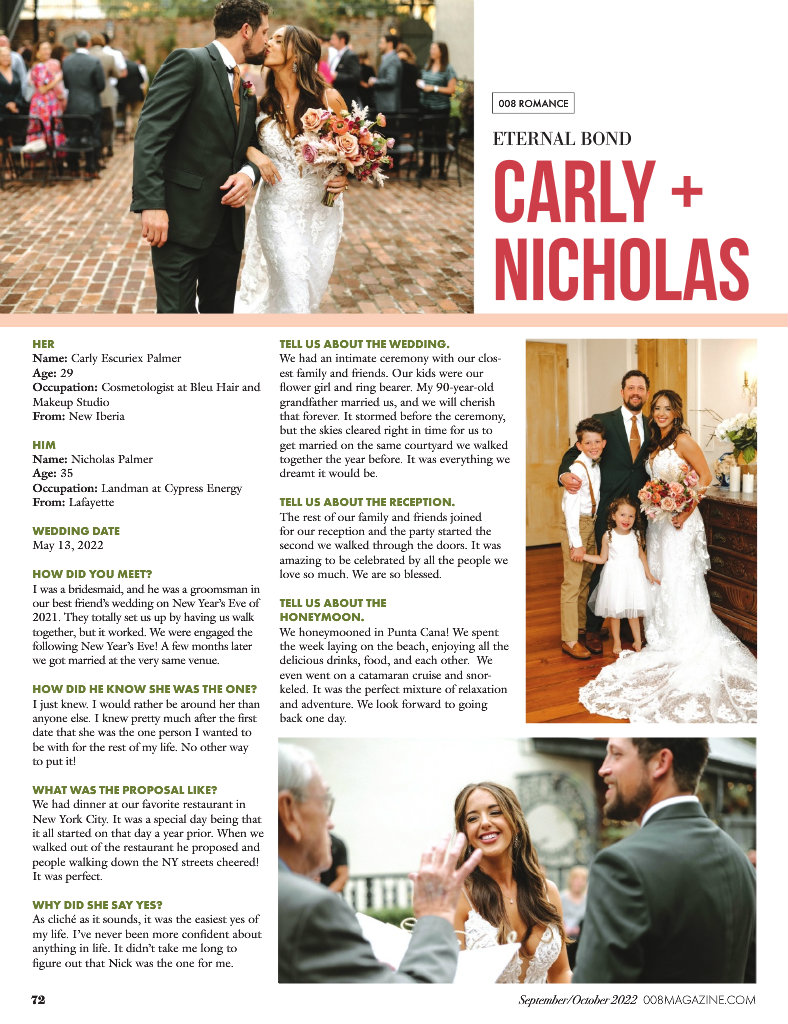 008 ROMANCE
ETERNAL BOND
CARLY +
NICHOLAS
HER
Name: Carly Escuriex Palmer
Age: 29
Occupation: Cosmetologist at Bleu Hair and
Makeup Studio
From: New Iberia
HIM
Name: Nicholas Palmer
Age: 35
Occupation: Landman at Cypress Energy
From: Lafayette
WEDDING DATE
May 13, 2022
HOW DID YOU MEET?
I was a bridesmaid, and he was a groomsman in
our best friend’s wedding on New Year’s Eve of
2021. They totally set us up by having us walk
together, but it worked. We were engaged the
following New Year’s Eve! A few months later
we got married at the very same venue.
HOW DID HE KNOW SHE WAS THE ONE?
I just knew. I would rather be around her than
anyone else. I knew pretty much after the first
date that she was the one person I wanted to
be with for the rest of my life. No other way
to put it!
WHAT WAS THE PROPOSAL LIKE?
We had dinner at our favorite restaurant in
New York City. It was a special day being that
it all started on that day a year prior. When we
walked out of the restaurant he proposed and
people walking down the NY streets cheered!
It was perfect.
WHY DID SHE SAY YES?
As cliché as it sounds, it was the easiest yes of
my life. I’ve never been more confident about
anything in life. It didn’t take me long to
figure out that Nick was the one for me.
TELL US ABOUT THE WEDDING.
We had an intimate ceremony with our clos-
est family and friends. Our kids were our
flower girl and ring bearer. My 90-year-old
grandfather married us, and we will cherish
that forever. It stormed before the ceremony,
but the skies cleared right in time for us to
get married on the same courtyard we walked
together the year before. It was everything we
dreamt it would be.
TELL US ABOUT THE RECEPTION.
The rest of our family and friends joined
for our reception and the party started the
second we walked through the doors. It was
amazing to be celebrated by all the people we
love so much. We are so blessed.
TELL US ABOUT THE
HONEYMOON.
We honeymooned in Punta Cana! We spent
the week laying on the beach, enjoying all the
delicious drinks, food, and each other. We
even went on a catamaran cruise and snor-
keled. It was the perfect mixture of relaxation
and adventure. We look forward to going
back one day.
72
September/October 2022 008MAGAZINE.COM